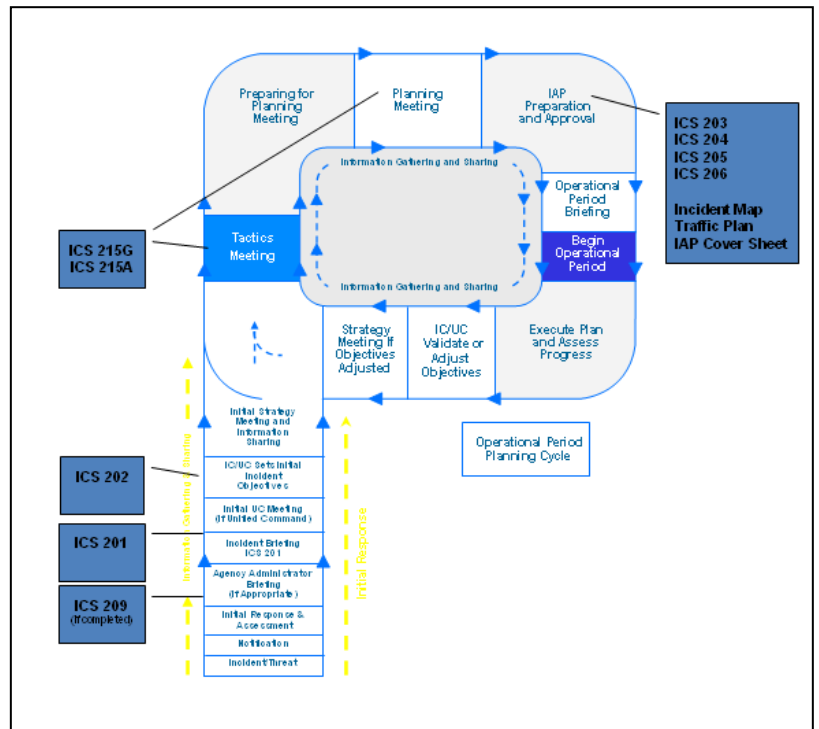 Preparing for
Planning
Meeting
Planning
Meeting
IAP
Preparation
and Approval
ICS 203
ICS 204
ICS 205
ICS 206
Incident Map
Traffic Plan
IAP Cover Sheet
Information Gathering and Sharing
Operational
Period
Briefing
ICS 215G
ICS 215A
Tactics
Meeting
Begin
Operational
Period
Information Gathering and Sharing
Strategy
Meeting If
Objectives
Adjusted
IC/UC
Validate or
Adjust
Objectives
Execute Plan
and Assess
Progress
Initial Strategy
Meeting and
Information
Sharing
Operational Period
Planning Cycle
ICS 202
IC/UC Sets Initial
Incident
Objectives
Initial UC Meeting
(If Unified Command)
ICS 201
Incident Briefing
ICS 201
Agency Administrator
Briefing
(If Appropriate)
ICS 209
(If completed)
Initial Response &
Assessment
Notification
Incident/Threat
Information Gathering & Sharing
Initial Response